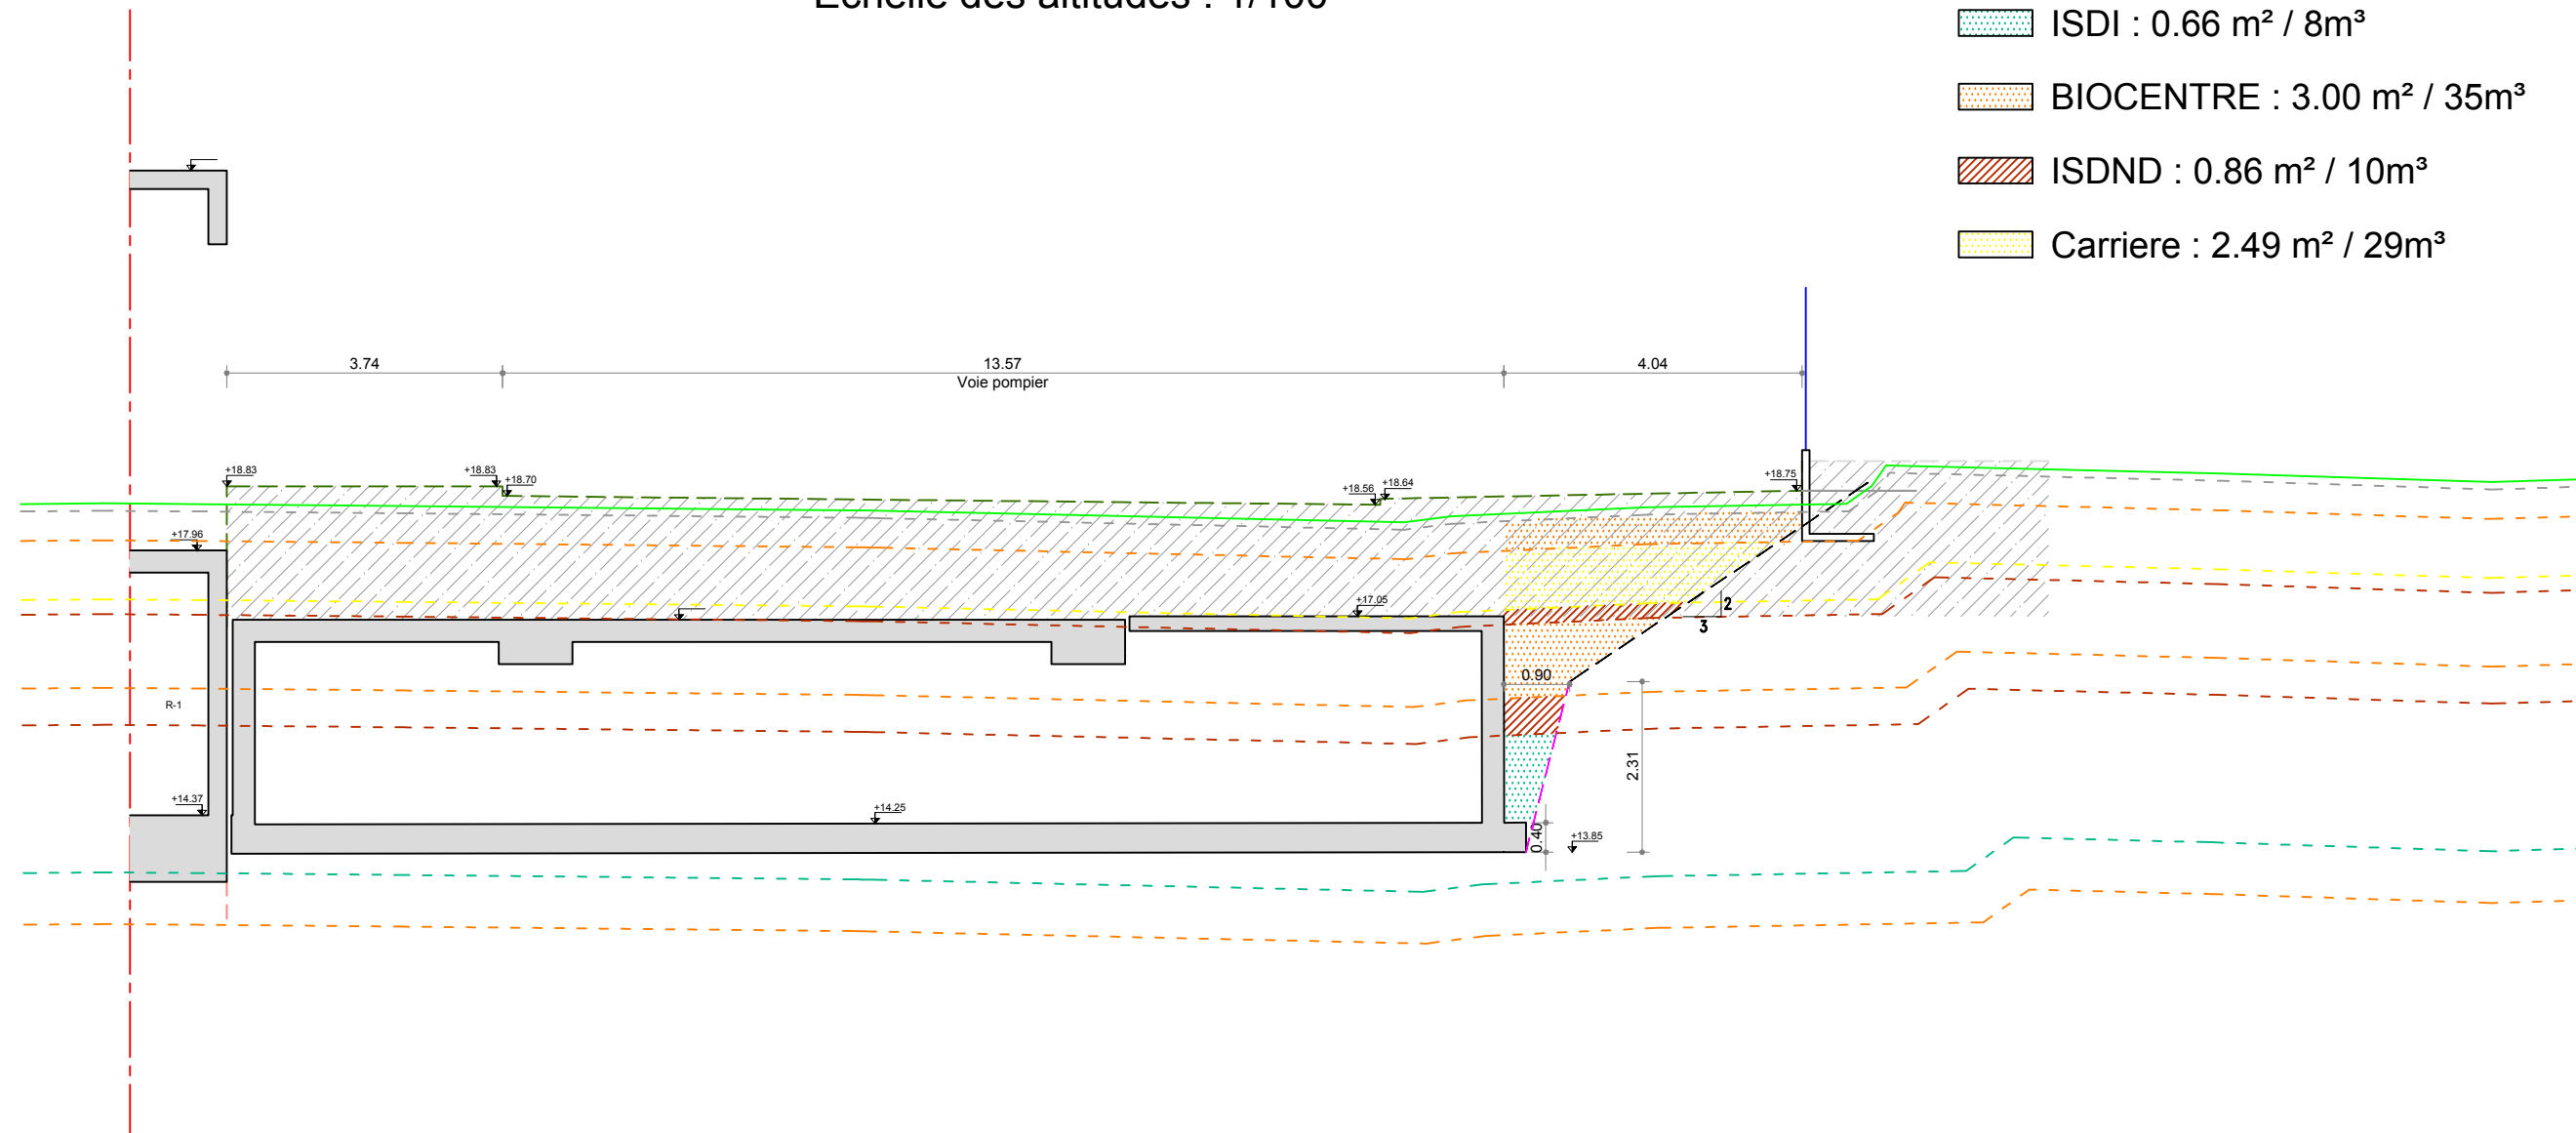 Echelle des altitudes : 1/100
ISDI : 0.66 m² / 8m³
BIOCENTRE : 3.00 m² / 35m³
ISDND : 0.86 m² / 10m³
Carriere : 2.49 m² / 29m³
3.74
13.57
4.04
Voie pompier
+18.83
+18.83
+18.70
+18.56
+18.64
+18.75
+17.96
+17.05
2
3
0.90
R-1
2.31
+14.37
+14.25
0.40
+13.85